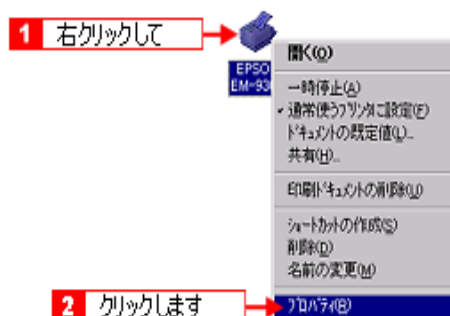 1 右クリックして
EPSO
EM-930
開く(O)
一時停止(A)
通常使うプリンタに設定(F)
ドキュメントの既定値(L)...
共有(H)...
印刷ドキュメントの削除(U)
ショートカットの作成(S)
削除(D)
名前の変更(M)
2 クリックします
プロパティ(R)